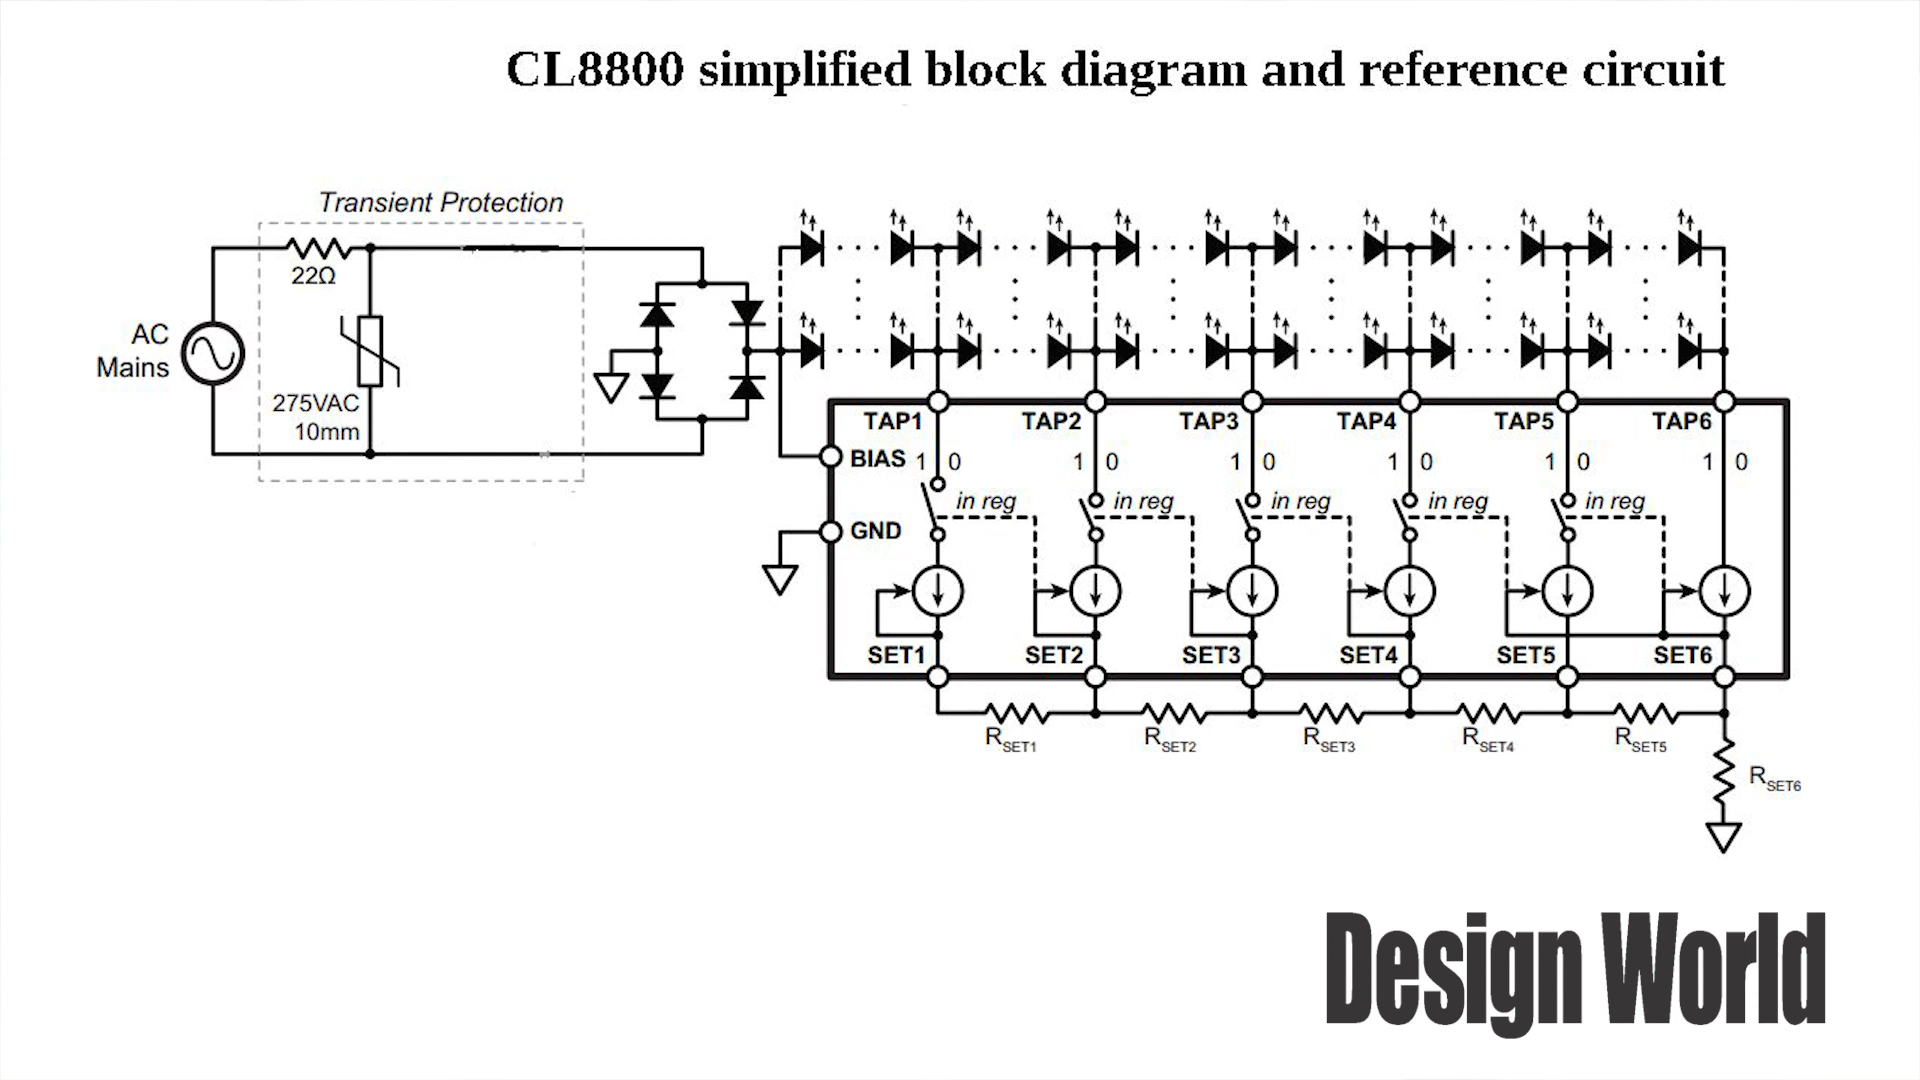 CL8800 simplified block diagram and reference circuit
Transient Protection
22Ω
AC
Mains
275VAC
10mm
TAP1 TAP2 TAP3 TAP4 TAP5 TAP6
BIAS 1 0 1 0 1 0 1 0 1 0 1 0
in reg in reg in reg in reg in reg
GND
SET1 SET2 SET3 SET4 SET5 SET6
RSET1 RSET2 RSET3 RSET4 RSET5
RSET6
Design World